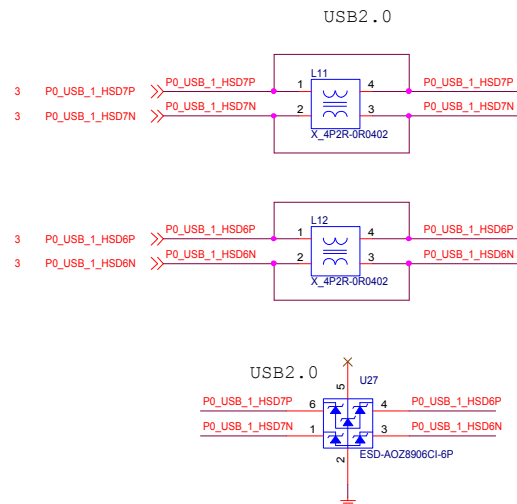 USB2.0
L11
3 P0_USB_1_HSD7P P0_USB_1_HSD7P 1 4 P0_USB_1_HSD7P
3 P0_USB_1_HSD7N P0_USB_1_HSD7N 2 3 P0_USB_1_HSD7N
X_4P2R-0R0402
L12
3 P0_USB_1_HSD6P P0_USB_1_HSD6P 1 4 P0_USB_1_HSD6P
3 P0_USB_1_HSD6N P0_USB_1_HSD6N 2 3 P0_USB_1_HSD6N
X_4P2R-0R0402
USB2.0
U27
5
P0_USB_1_HSD7P 6 4 P0_USB_1_HSD6P
P0_USB_1_HSD7N 1 3 P0_USB_1_HSD6N
ESD-AOZ8906CI-6P
2